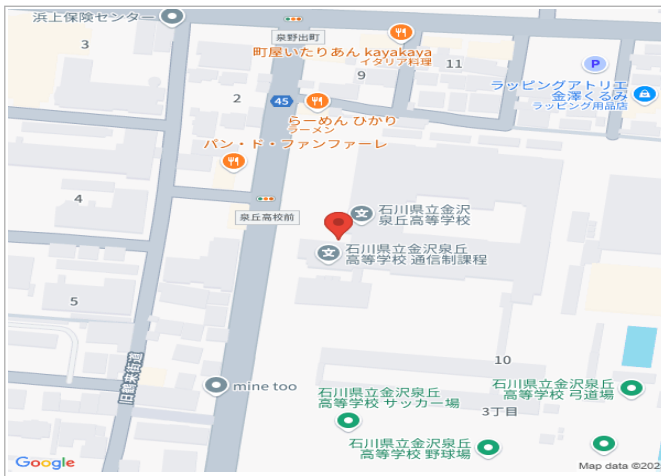 浜上保険センター
3
泉野出町
町屋いたりあん kayakaya
イタリア料理
11
9
P
ラッピングアトリエ
金澤くるみ
ラッピング用品店
2
45
らーめん ひかり
ラーメン
パン・ド・ファンファーレ
4
泉丘高校前
石川県立金沢
泉丘高等学校
文
石川県立金沢泉丘
高等学校 通信制課程
文
5
旧鶴来街道
10
mine too
石川県立金沢泉丘
高等学校 サッカー場
石川県立金沢泉丘
高等学校 弓道場
3丁目
石川県立金沢泉丘
高等学校 野球場
Google
Map data ©202